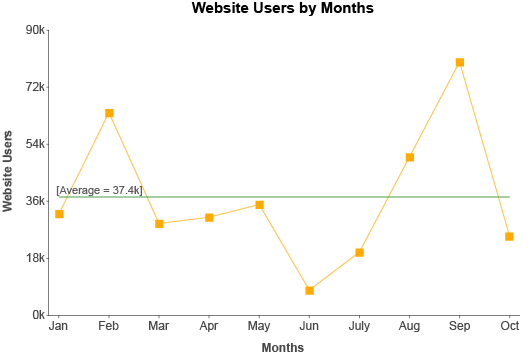 Website Users by Months
Website Users
90k
72k
54k
36k
18k
0k
[Average = 37.4k]
Jan Feb Mar Apr May Jun July Aug Sep Oct
Months